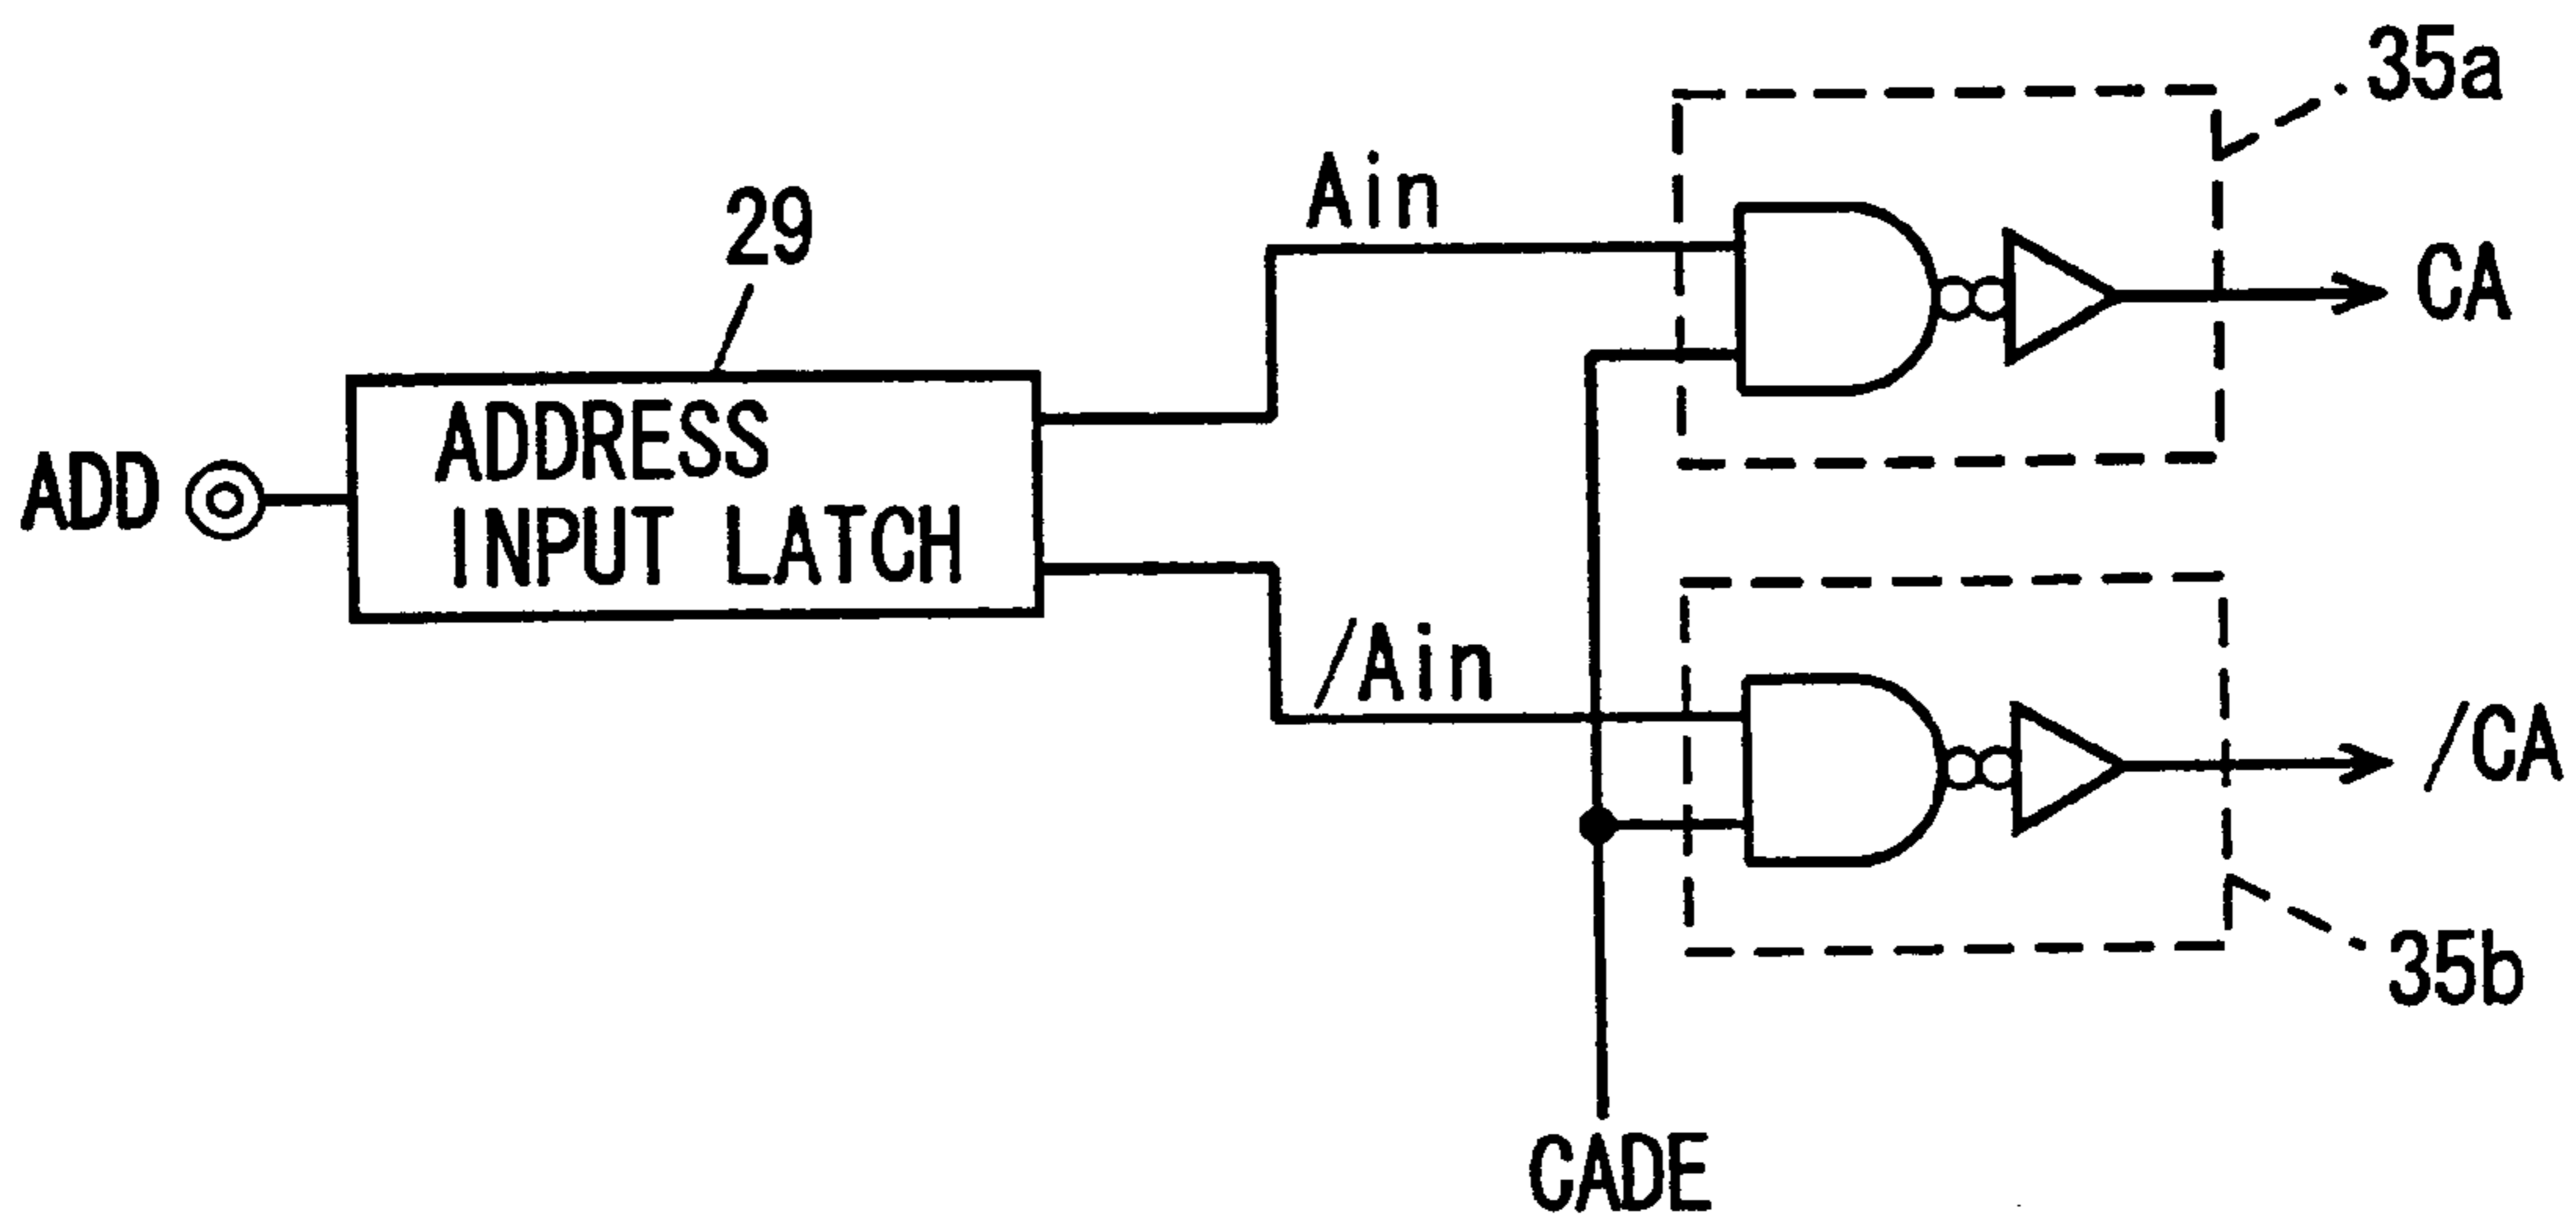 35a
Ain
29
CA
ADDRESS
INPUT LATCH
ADD
/Ain
/CA
35b
CADE